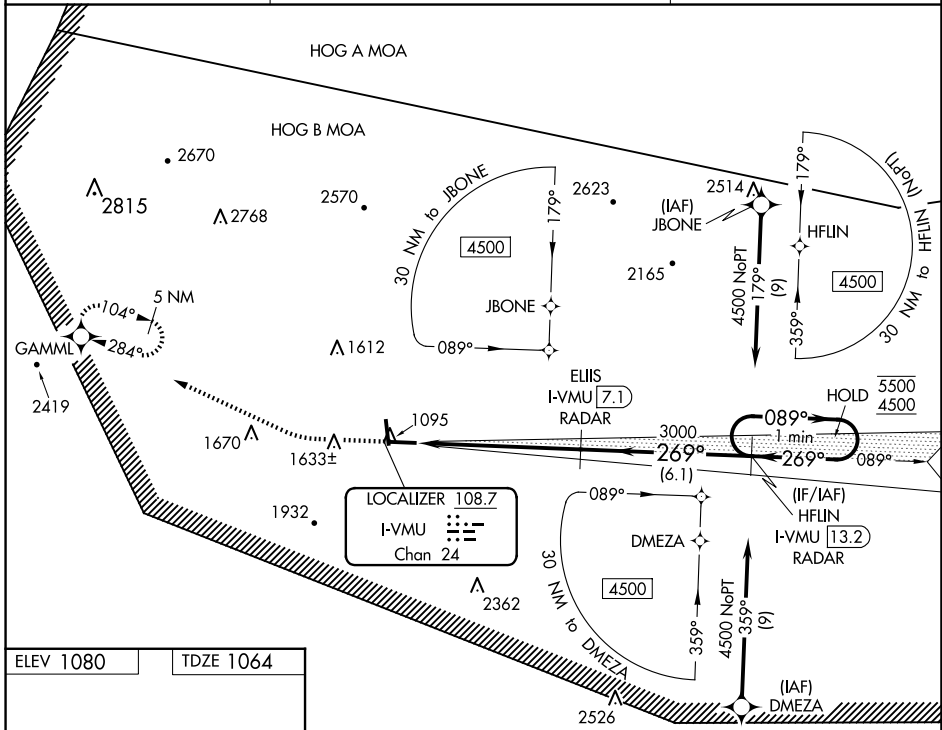 HOG A MOA
HOG B MOA
2670
2815
2768
2570
30 NM to JBONE
4500
179°
JBONE
089°
2623
2514
(IAF)
JBONE
2165
4500 NoPT
179°
(9)
179°
HFLIN
4500
359°
30 NM to HFLIN (NoPT)
104°
5 NM
284°
GAMML
2419
1612
ELIIS
I-VMU 7.1
RADAR
HOLD
5500
4500
089°
1 min
269°
089°
1095
3000
269°
(6.1)
1670
1633±
(IF/IAF)
HFLIN
I-VMU 13.2
RADAR
LOCALIZER 108.7
I-VMU
Chan 24
1932
2362
089°
DMEZA
4500
359°
30 NM to DMEZA
4500 NoPT
359°
(9)
(IAF)
DMEZA
2526
ELEV 1080 TDZE 1064